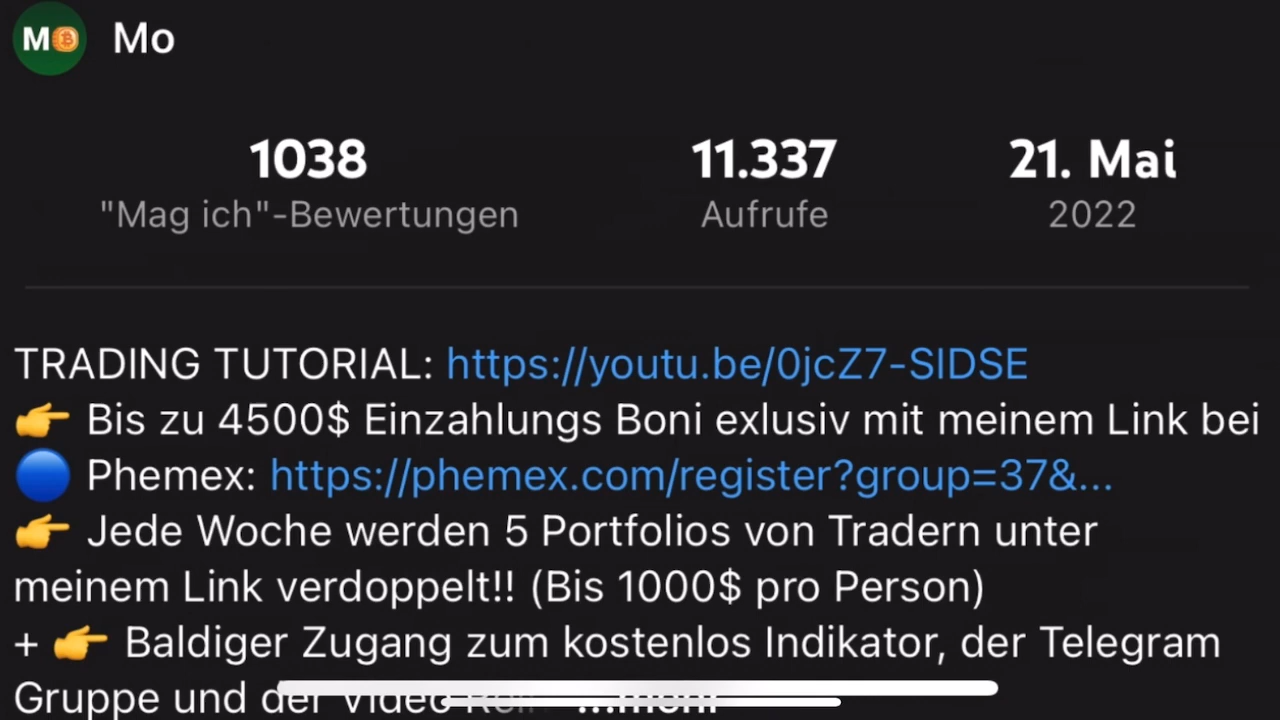 MO Mo
1038 11.337 21. Mai
"Mag ich"-Bewertungen Aufrufe 2022
TRADING TUTORIAL: https://youtu.be/0jcZ7-SIDSE
👉 Bis zu 4500$ Einzahlungs Boni exlusiv mit meinem Link bei
🔵 Phemex: https://phemex.com/register?group=37&...
👉 Jede Woche werden 5 Portfolios von Tradern unter
meinem Link verdoppelt!! (Bis 1000$ pro Person)
+ 👉 Baldiger Zugang zum kostenlos Indikator, der Telegram
Gruppe und der Video ...mehr